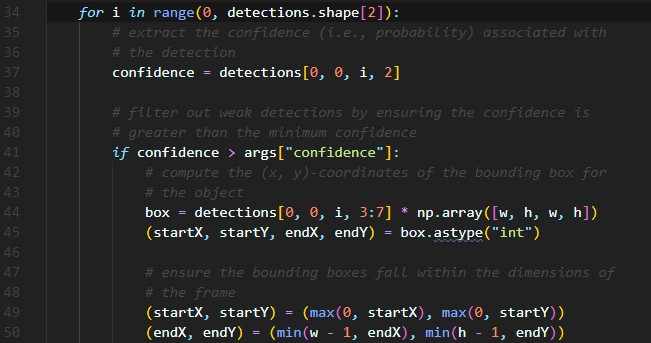 34 for i in range(0, detections.shape[2]):
35 # extract the confidence (i.e., probability) associated with
36 # the detection
37 confidence = detections[0, 0, i, 2]
38
39 # filter out weak detections by ensuring the confidence is
40 # greater than the minimum confidence
41 if confidence > args["confidence"]:
42 # compute the (x, y)-coordinates of the bounding box for
43 # the object
44 box = detections[0, 0, i, 3:7] * np.array([w, h, w, h])
45 (startX, startY, endX, endY) = box.astype("int")
46
47 # ensure the bounding boxes fall within the dimensions of
48 # the frame
49 (startX, startY) = (max(0, startX), max(0, startY))
50 (endX, endY) = (min(w - 1, endX), min(h - 1, endY))